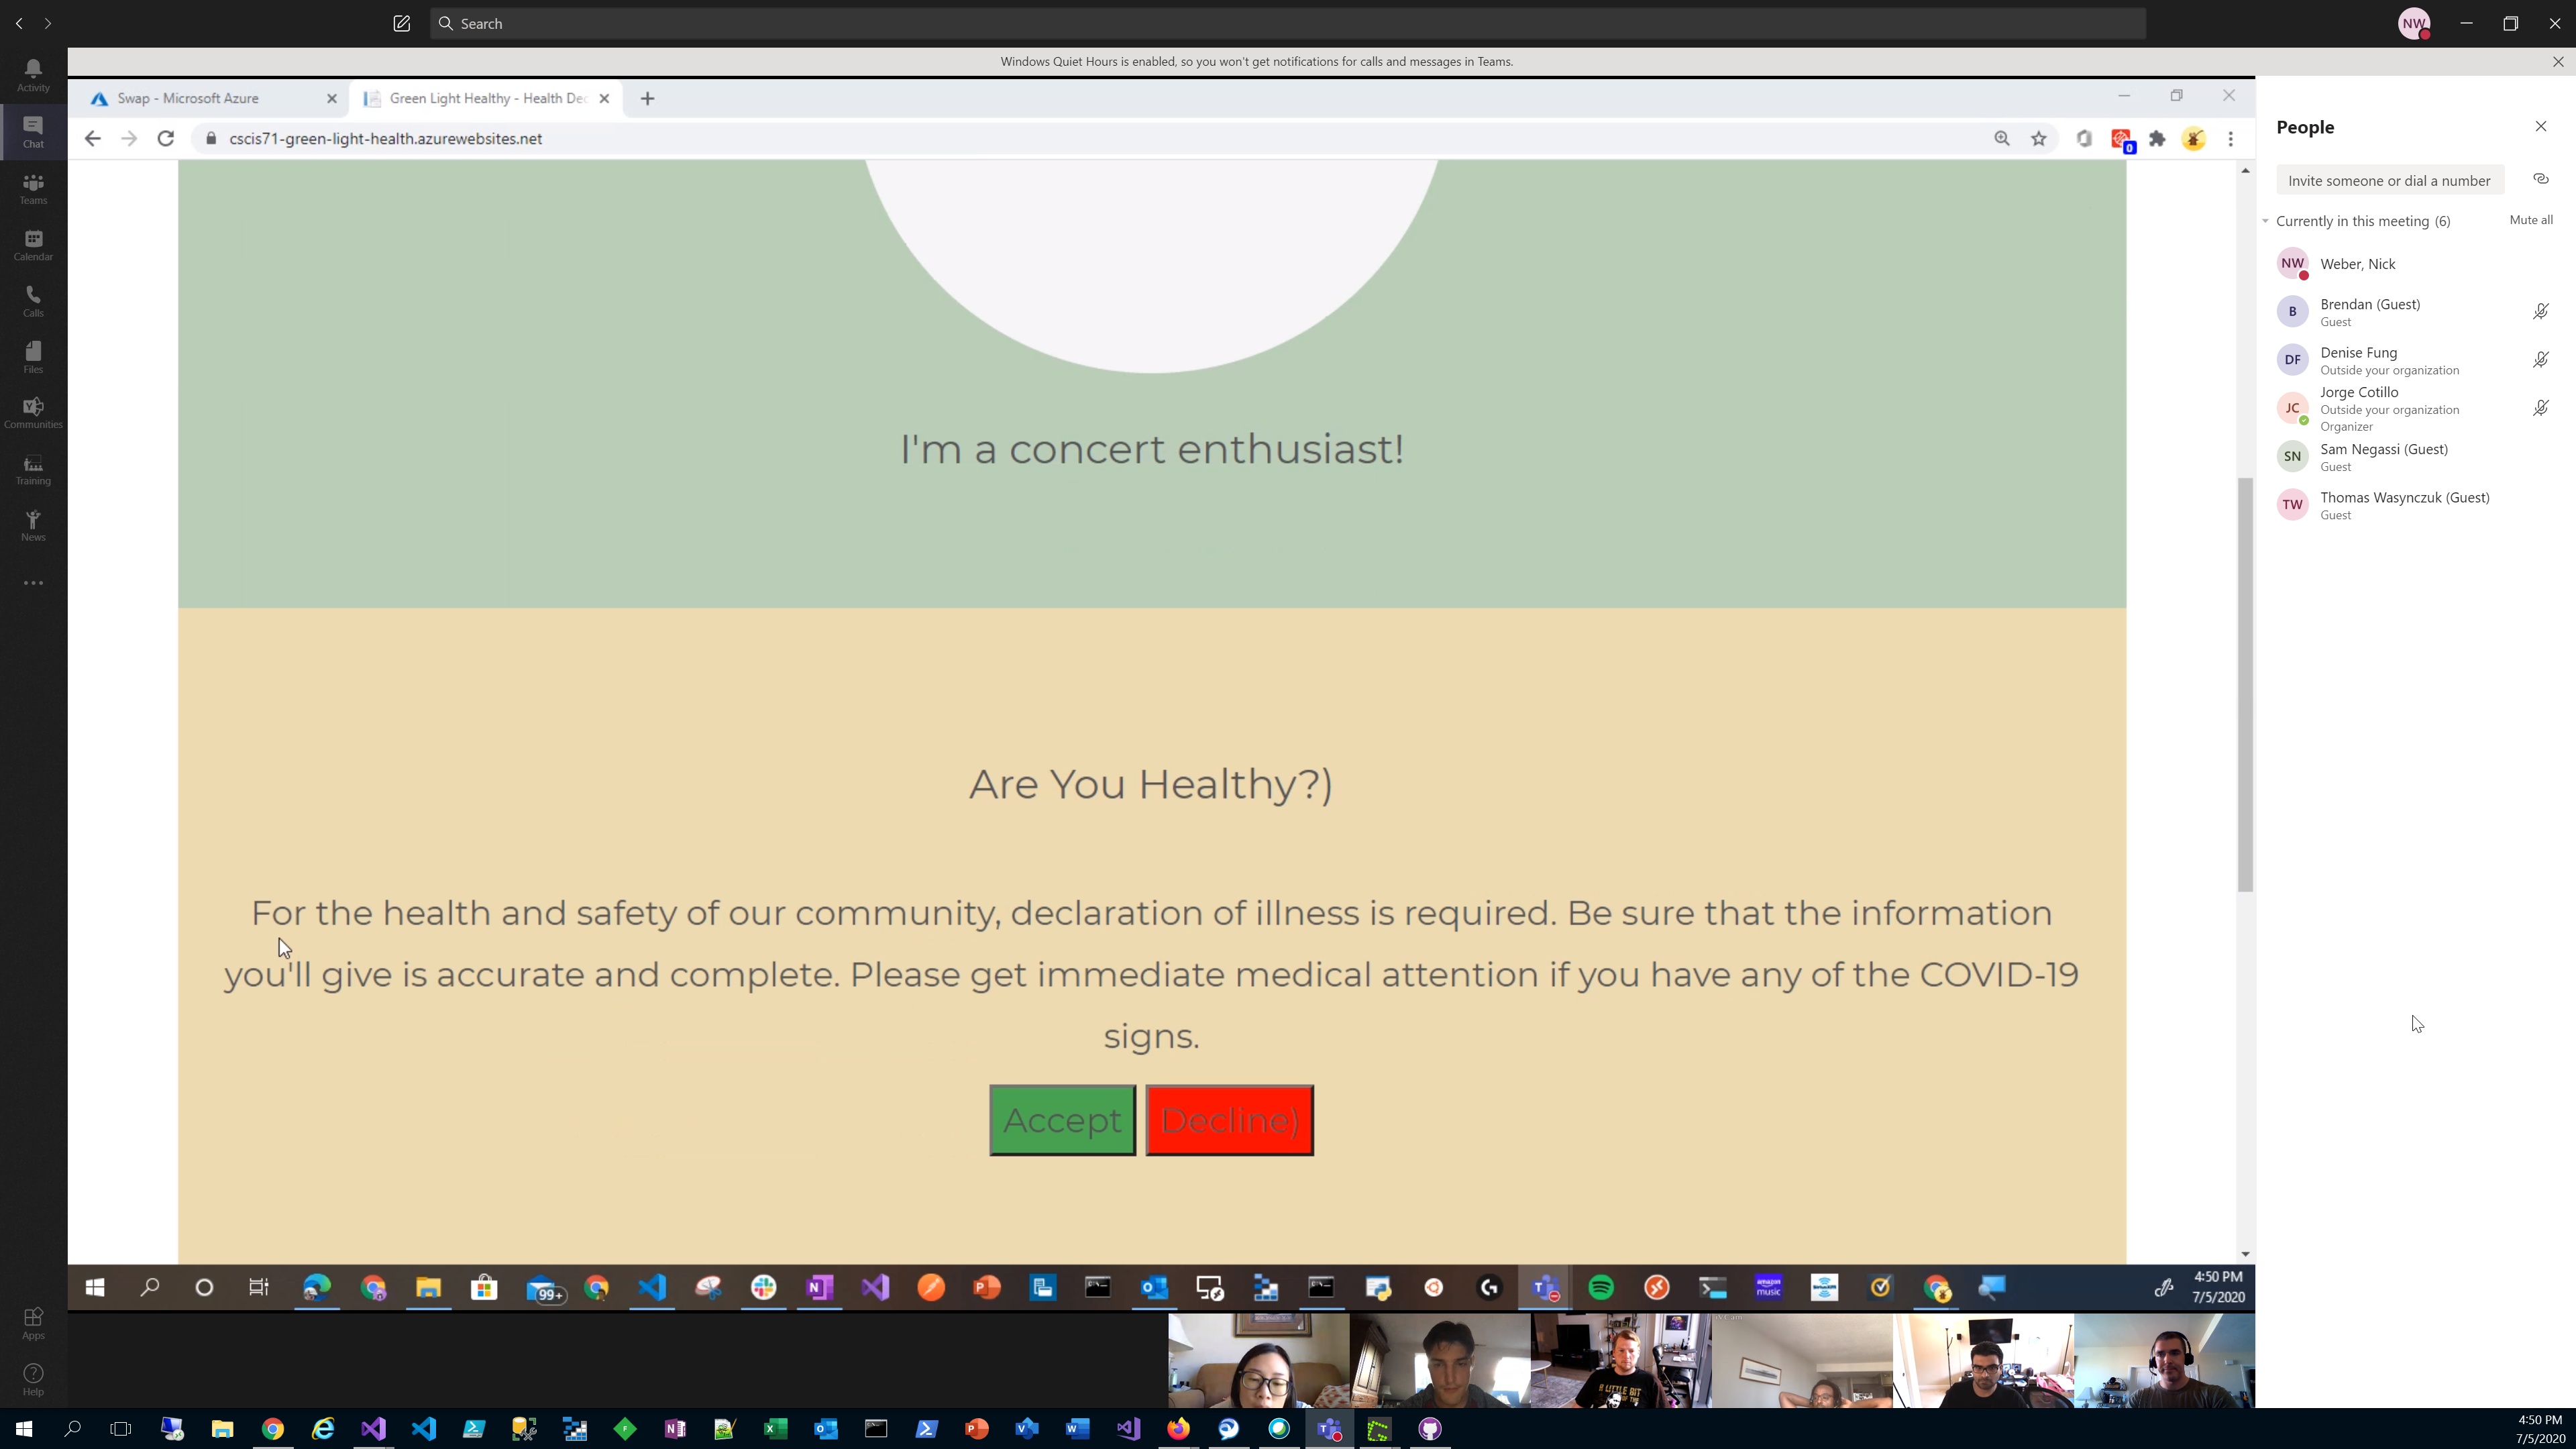 Search
NW
Windows Quiet Hours is enabled, so you won't get notifications for calls and messages in Teams.
Activity
Chat
Teams
Calendar
Calls
Files
Communities
Training
News
Apps
Help
Swap - Microsoft Azure
Green Light Healthy - Health Dec
cscis71-green-light-health.azurewebsites.net
0
I'm a concert enthusiast!
Are You Healthy?)
For the health and safety of our community, declaration of illness is required. Be sure that the information
you'll give is accurate and complete. Please get immediate medical attention if you have any of the COVID-19
signs.
Accept
Decline)
99+
amazon
music
4:50 PM
7/5/2020
People
Invite someone or dial a number
Currently in this meeting (6)
Mute all
NW
Weber, Nick
B
Brendan (Guest)
Guest
DF
Denise Fung
Outside your organization
JC
Jorge Cotillo
Outside your organization
Organizer
SN
Sam Negassi (Guest)
Guest
TW
Thomas Wasynczuk (Guest)
Guest
4:50 PM
7/5/2020